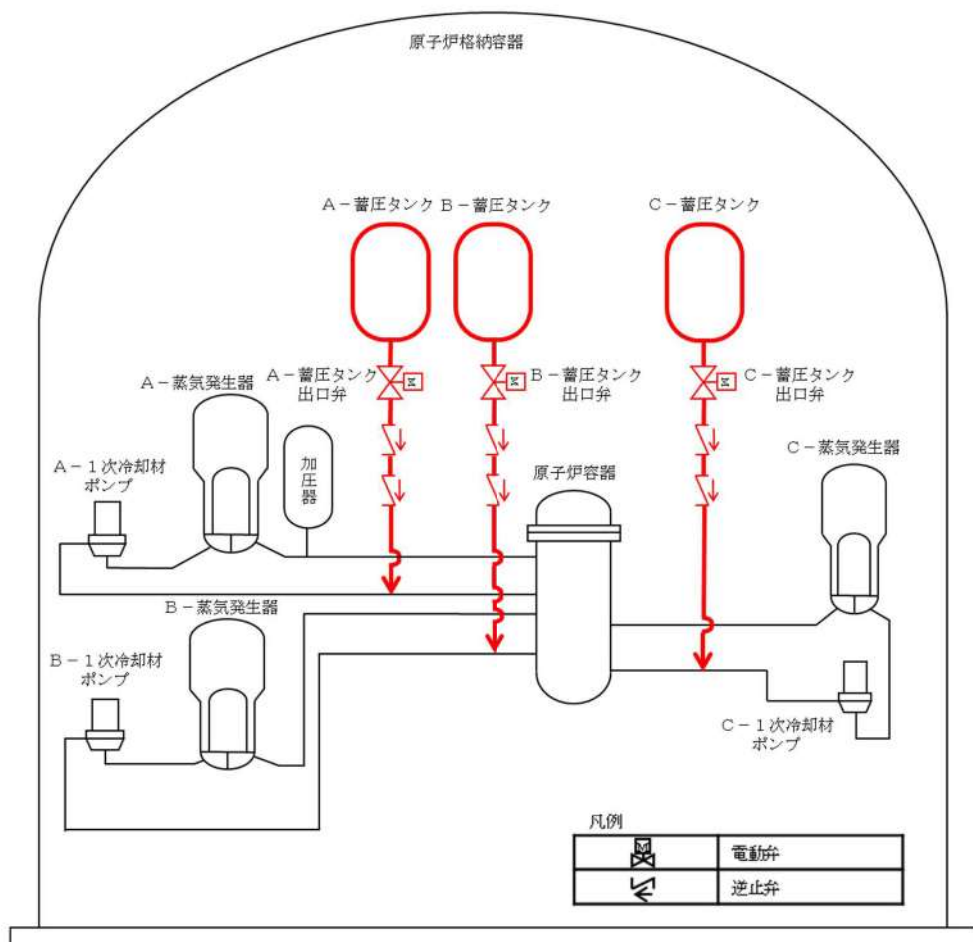 原子炉格納容器
A－蓄圧タンク
B－蓄圧タンク
C－蓄圧タンク
M
M
M
A－蓄圧タンク
出口弁
B－蓄圧タンク
出口弁
C－蓄圧タンク
出口弁
A－蒸気発生器
加圧器
A－1次冷却材
ポンプ
原子炉容器
C－蒸気発生器
B－蒸気発生器
B－1次冷却材
ポンプ
C－1次冷却材
ポンプ
凡例
M
電動弁
逆止弁